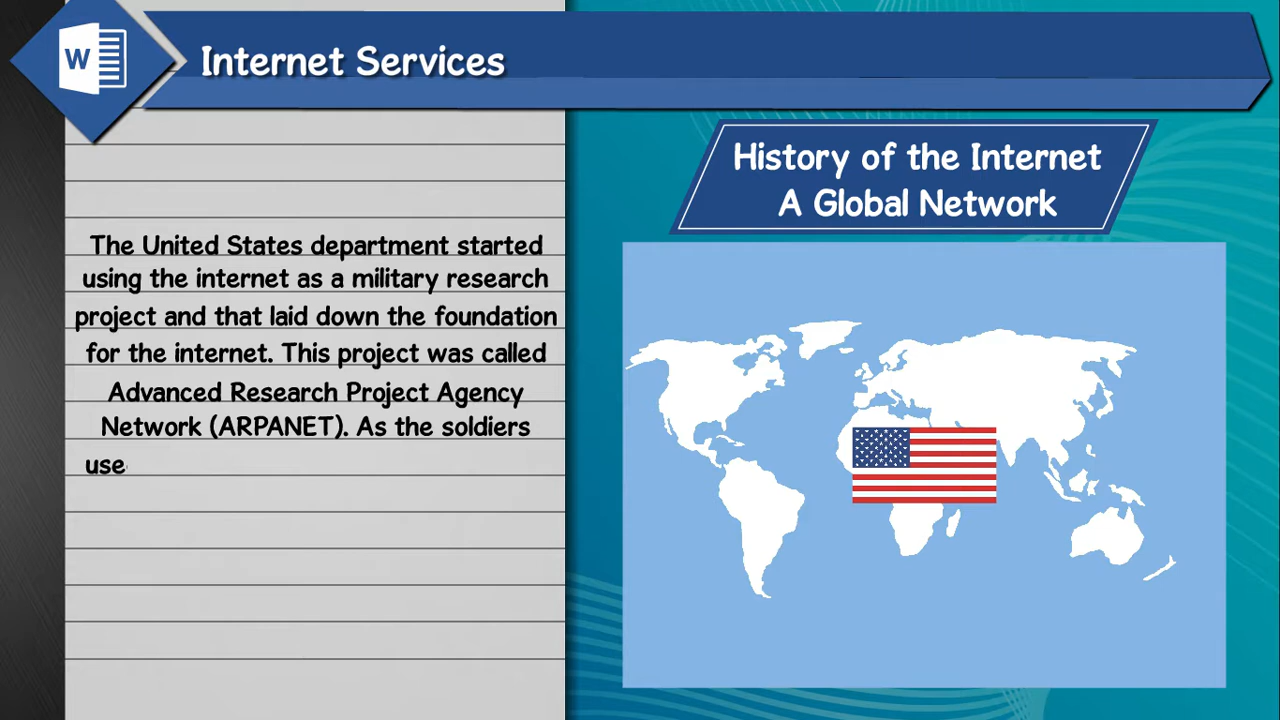 W
Internet Services
History of the Internet
A Global Network
The United States department started
using the internet as a military research
project and that laid down the foundation
for the internet. This project was called
Advanced Research Project Agency
Network (ARPANET). As the soldiers
use